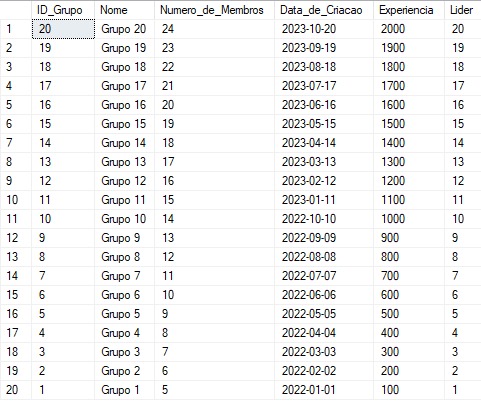 ID_Grupo Nome Numero_de_Membros Data_de_Criacao Experiencia Lider
1 20 Grupo 20 24 2023-10-20 2000 20
2 19 Grupo 19 23 2023-09-19 1900 19
3 18 Grupo 18 22 2023-08-18 1800 18
4 17 Grupo 17 21 2023-07-17 1700 17
5 16 Grupo 16 20 2023-06-16 1600 16
6 15 Grupo 15 19 2023-05-15 1500 15
7 14 Grupo 14 18 2023-04-14 1400 14
8 13 Grupo 13 17 2023-03-13 1300 13
9 12 Grupo 12 16 2023-02-12 1200 12
10 11 Grupo 11 15 2023-01-11 1100 11
11 10 Grupo 10 14 2022-10-10 1000 10
12 9 Grupo 9 13 2022-09-09 900 9
13 8 Grupo 8 12 2022-08-08 800 8
14 7 Grupo 7 11 2022-07-07 700 7
15 6 Grupo 6 10 2022-06-06 600 6
16 5 Grupo 5 9 2022-05-05 500 5
17 4 Grupo 4 8 2022-04-04 400 4
18 3 Grupo 3 7 2022-03-03 300 3
19 2 Grupo 2 6 2022-02-02 200 2
20 1 Grupo 1 5 2022-01-01 100 1